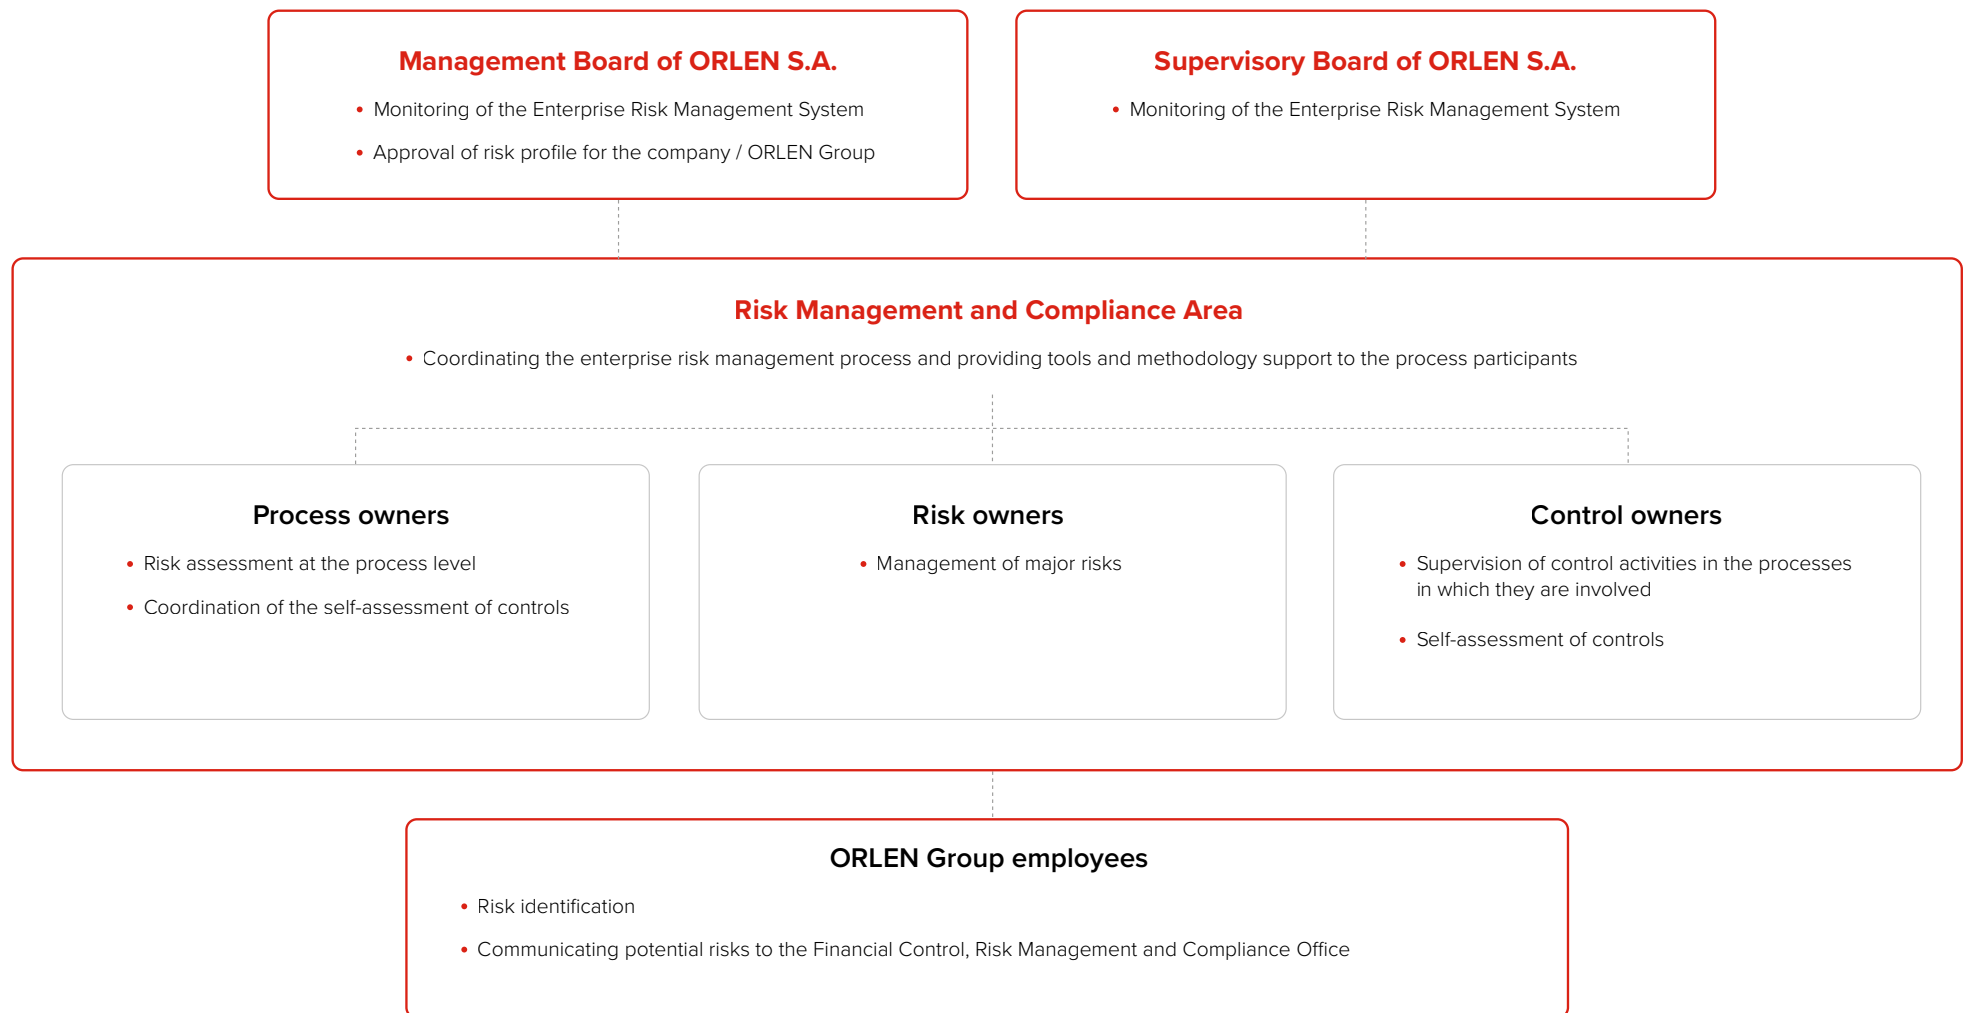 Management Board of ORLEN S.A.
• Monitoring of the Enterprise Risk Management System
• Approval of risk profile for the company / ORLEN Group
Supervisory Board of ORLEN S.A.
• Monitoring of the Enterprise Risk Management System
Risk Management and Compliance Area
• Coordinating the enterprise risk management process and providing tools and methodology support to the process participants
Process owners
• Risk assessment at the process level
• Coordination of the self-assessment of controls
Risk owners
• Management of major risks
Control owners
• Supervision of control activities in the processes
in which they are involved
• Self-assessment of controls
ORLEN Group employees
• Risk identification
• Communicating potential risks to the Financial Control, Risk Management and Compliance Office